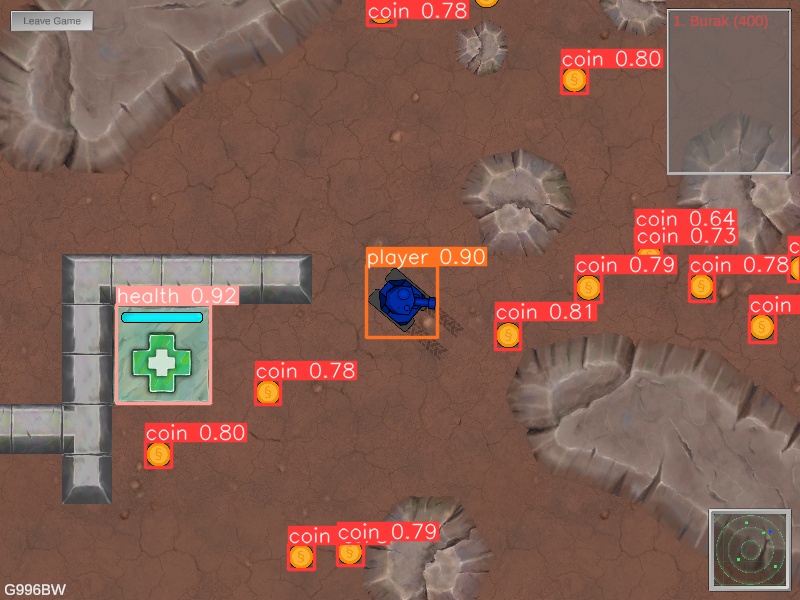 Leave Game
coin 0.78
1. Burak (400)
coin 0.80
coin 0.64
coin 0.73
player 0.90
coin 0.79
coin 0.78
c
health 0.92
coin 0.81
coin
coin 0.78
coin 0.80
coin
coin 0.79
G996BW